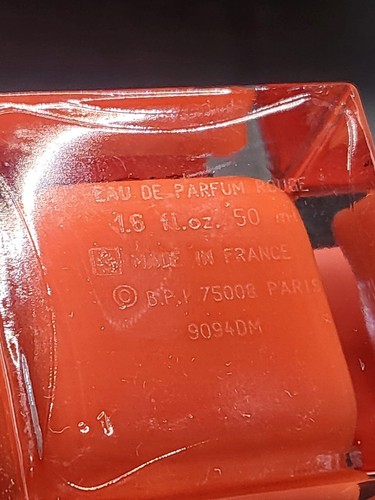 EAU DE PARFUM ROUGE
1.6 fl.oz. 50 ml
MADE IN FRANCE
© B.P.I 75008 PARIS
9094DM